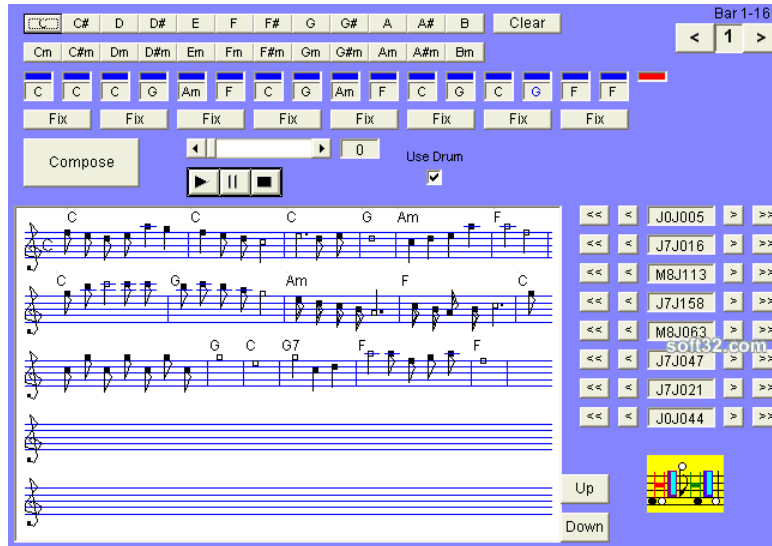 C C# D D# E F F# G G# A A# B Clear
Bar 1-16
< 1 >
Cm C#m Dm D#m Em Fm F#m Gm G#m Am A#m Bm
C C C G Am F C G Am F C G C G F F
Fix Fix Fix Fix Fix Fix Fix Fix
Compose
0
Use Drum
C C C G Am F
<< < J0J005 > >>
<< < J7J016 > >>
C G Am F C
<< < M8J113 > >>
<< < J7J158 > >>
<< < M8J063 > >>
soft32.com
G C G7 F F
<< < J7J047 > >>
<< < J7J021 > >>
<< < J0J044 > >>
Up
Down